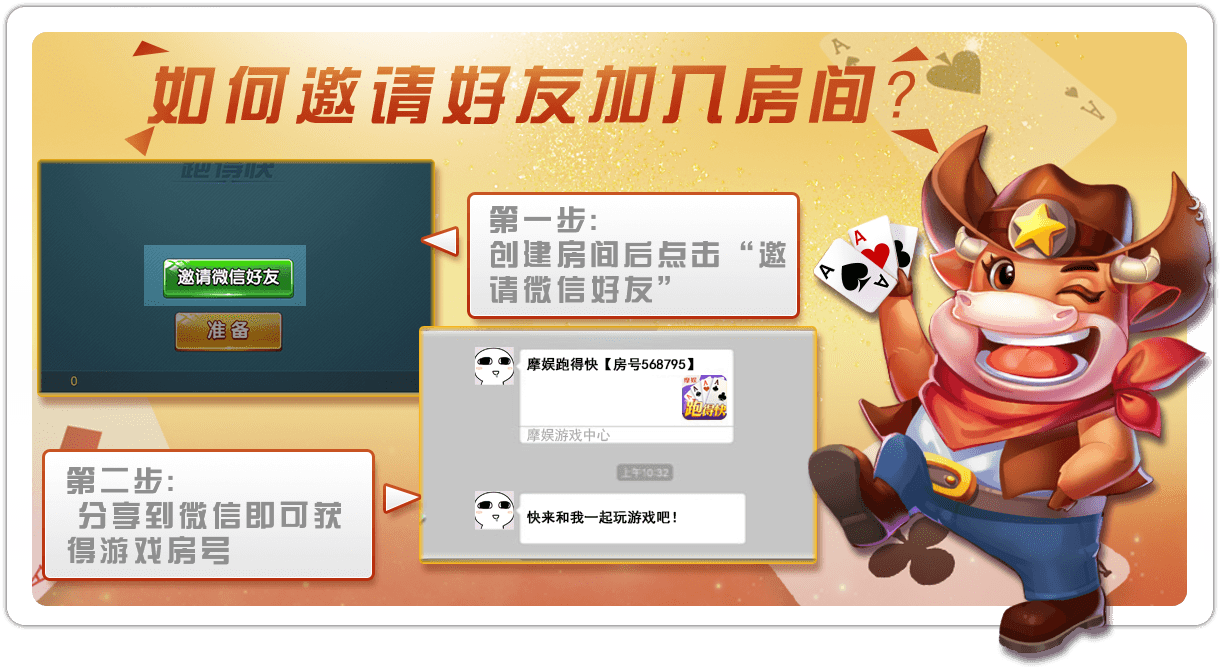 如何邀请好友加入房间?
跑得快
邀请微信好友
准备
0
第一步:
创建房间后点击“邀
请微信好友”
摩娱跑得快【房号568795】
摩娱
跑得快
摩娱游戏中心
上午10:32
快来和我一起玩游戏吧!
第二步:
分享到微信即可获
得游戏房号
A
A
A
A
A